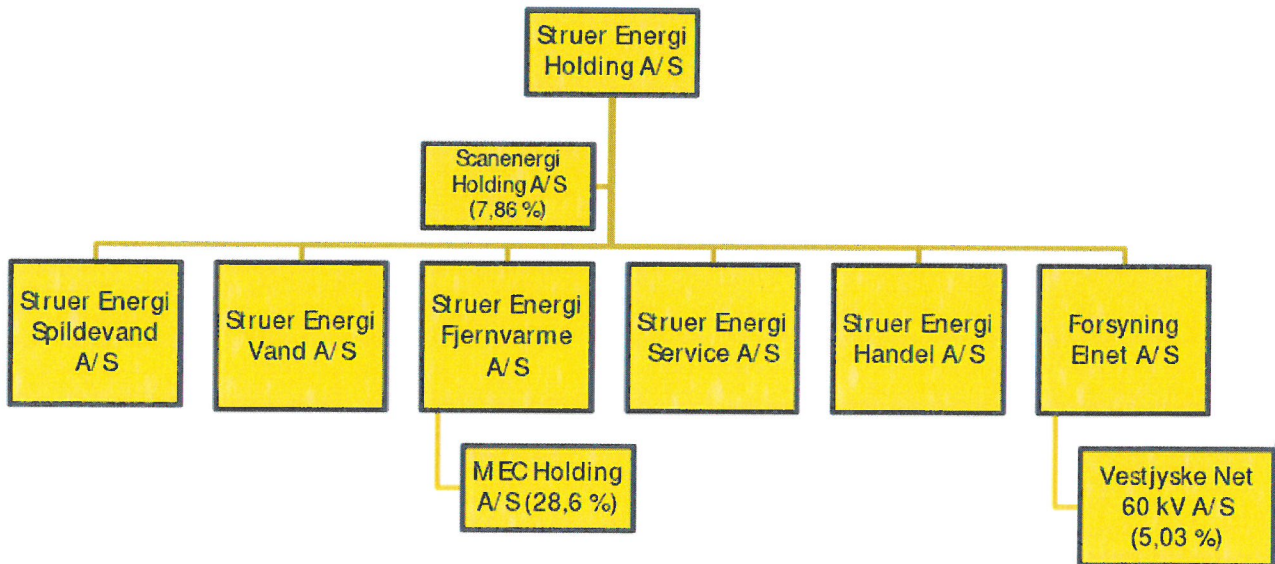 Struer Energi
Holding A/S
Scanenergi
Holding A/S
(7,86 %)
Struer Energi
Spildevand
A/S
Struer Energi
Vand A/S
Struer Energi
Fjernvarme
A/S
Struer Energi
Service A/S
Struer Energi
Handel A/S
Forsyning
Elnet A/S
MEC Holding
A/S (28,6 %)
Vestjyske Net
60 kV A/S
(5,03 %)